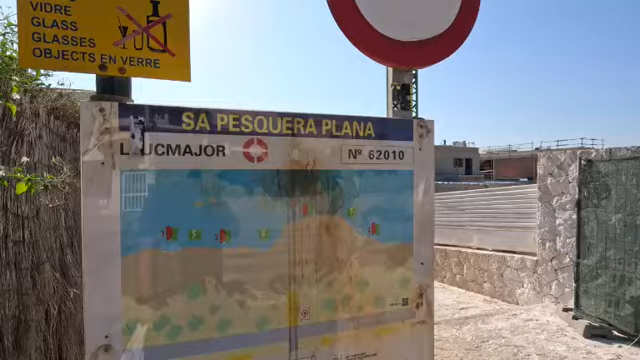 VIDRE
GLASS
GLASSES
OBJECTS EN VERRE
SA PESQUERA PLANA
LLUCMAJOR
Nº 62010